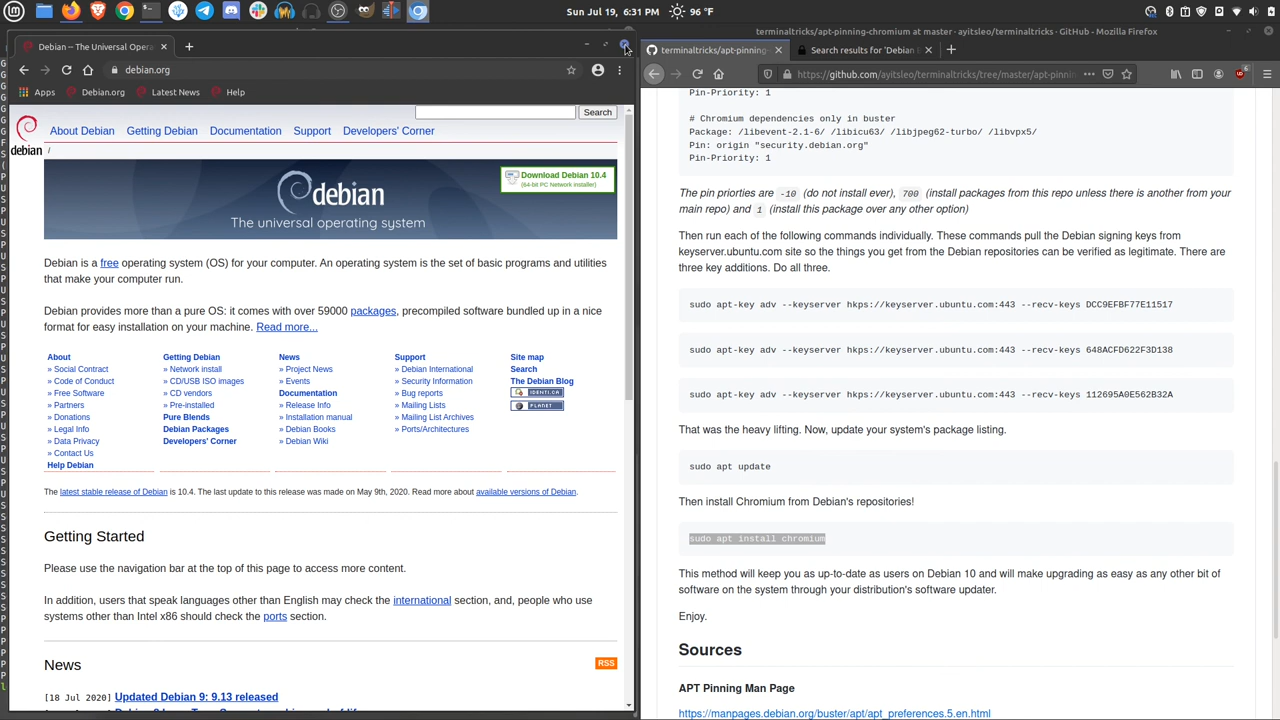 Sun Jul 19, 6:31 PM 96 °F
Debian -- The Universal Opera
debian.org
Apps Debian.org Latest News Help
Search
About Debian Getting Debian Documentation Support Developers' Corner
debian /
Download Debian 10.4
(64-bit PC Network installer)
debian
The universal operating system
Debian is a free operating system (OS) for your computer. An operating system is the set of basic programs and utilities
that make your computer run.
Debian provides more than a pure OS: it comes with over 59000 packages, precompiled software bundled up in a nice
format for easy installation on your machine. Read more...
About
» Social Contract
» Code of Conduct
» Free Software
» Partners
» Donations
» Legal Info
» Data Privacy
» Contact Us
Help Debian
Getting Debian
» Network install
» CD/USB ISO images
» CD vendors
» Pre-installed
Pure Blends
Debian Packages
Developers' Corner
News
» Project News
» Events
Documentation
» Release Info
» Installation manual
» Debian Books
» Debian Wiki
Support
» Debian International
» Security Information
» Bug reports
» Mailing Lists
» Mailing List Archives
» Ports/Architectures
Site map
Search
The Debian Blog
IDENTI.CA
PLANET
The latest stable release of Debian is 10.4. The last update to this release was made on May 9th, 2020. Read more about available versions of Debian.
Getting Started
Please use the navigation bar at the top of this page to access more content.
In addition, users that speak languages other than English may check the international section, and, people who use
systems other than Intel x86 should check the ports section.
News
RSS
[18 Jul 2020] Updated Debian 9: 9.13 released
terminaltricks/apt-pinning-chromium at master · ayitsleo/terminaltricks · GitHub - Mozilla Firefox
terminaltricks/apt-pinning- Search results for 'Debian
https://github.com/ayitsleo/terminaltricks/tree/master/apt-pinning
Pin-Priority: 1
# Chromium dependencies only in buster
Package: /libevent-2.1-6/ /libicu63/ /libjpeg62-turbo/ /libvpx5/
Pin: origin "security.debian.org"
Pin-Priority: 1
The pin priorties are -10 (do not install ever), 700 (install packages from this repo unless there is another from your
main repo) and 1 (install this package over any other option)
Then run each of the following commands individually. These commands pull the Debian signing keys from
keyserver.ubuntu.com site so the things you get from the Debian repositories can be verified as legitimate. There are
three key additions. Do all three.
sudo apt-key adv --keyserver hkps://keyserver.ubuntu.com:443 --recv-keys DCC9EFBF77E11517
sudo apt-key adv --keyserver hkps://keyserver.ubuntu.com:443 --recv-keys 648ACFD622F3D138
sudo apt-key adv --keyserver hkps://keyserver.ubuntu.com:443 --recv-keys 112695A0E562B32A
That was the heavy lifting. Now, update your system's package listing.
sudo apt update
Then install Chromium from Debian's repositories!
sudo apt install chromium
This method will keep you as up-to-date as users on Debian 10 and will make upgrading as easy as any other bit of
software on the system through your distribution's software updater.
Enjoy.
Sources
APT Pinning Man Page
https://manpages.debian.org/buster/apt/apt_preferences.5.en.html